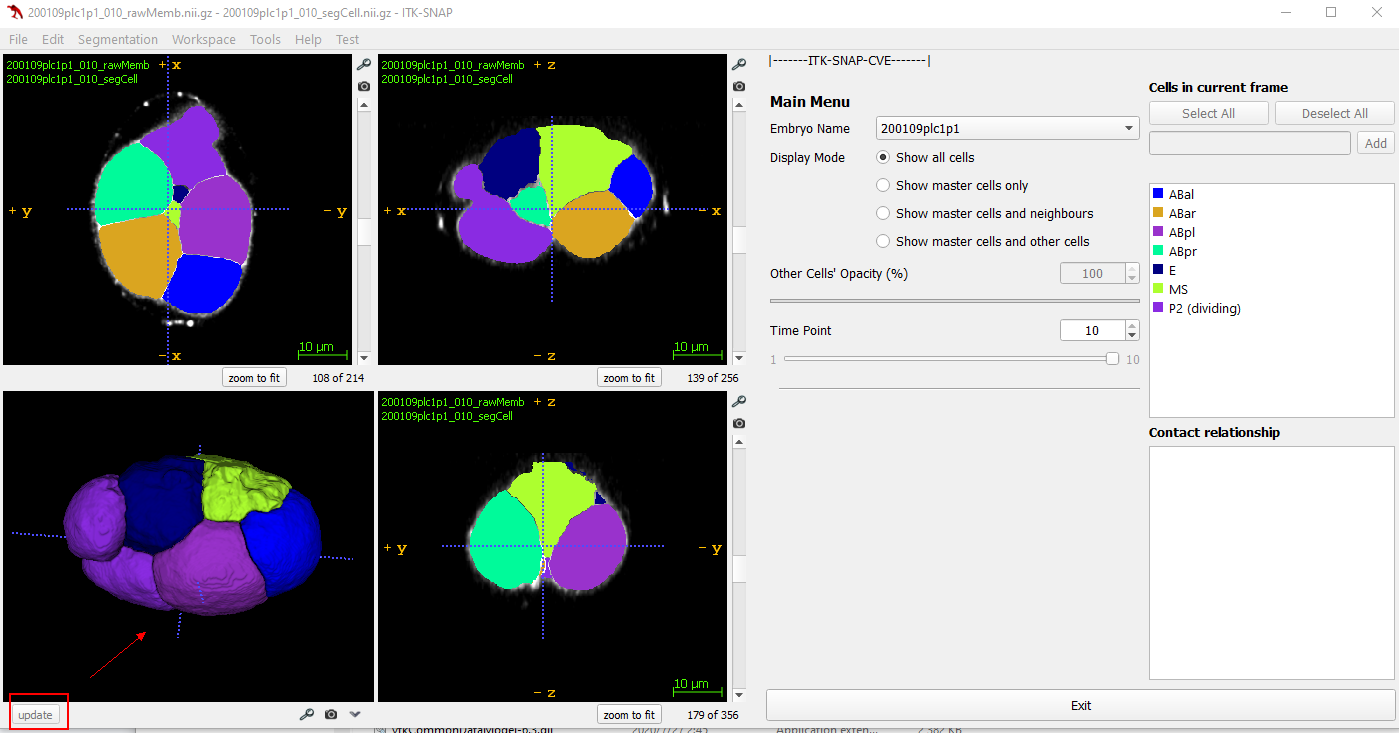 200109plc1p1_010_rawMemb.nii.gz - 200109plc1p1_010_segCell.nii.gz - ITK-SNAP
File Edit Segmentation Workspace Tools Help Test
200109plc1p1_010_rawMemb + x
200109plc1p1_010_segCell
+ y
- y
- x
10 µm
zoom to fit 108 of 214
200109plc1p1_010_rawMemb + z
200109plc1p1_010_segCell
+ x
- x
- z
10 µm
zoom to fit 139 of 256
update
200109plc1p1_010_rawMemb + z
200109plc1p1_010_segCell
+ y
- y
- z
10 µm
zoom to fit 179 of 356
|-------ITK-SNAP-CVE-------|
Main Menu
Embryo Name 200109plc1p1
Display Mode Show all cells
Show master cells only
Show master cells and neighbours
Show master cells and other cells
Other Cells' Opacity (%) 100
Time Point 10
1 10
Cells in current frame
Select All Deselect All
Add
ABal
ABar
ABpl
ABpr
E
MS
P2 (dividing)
Contact relationship
Exit